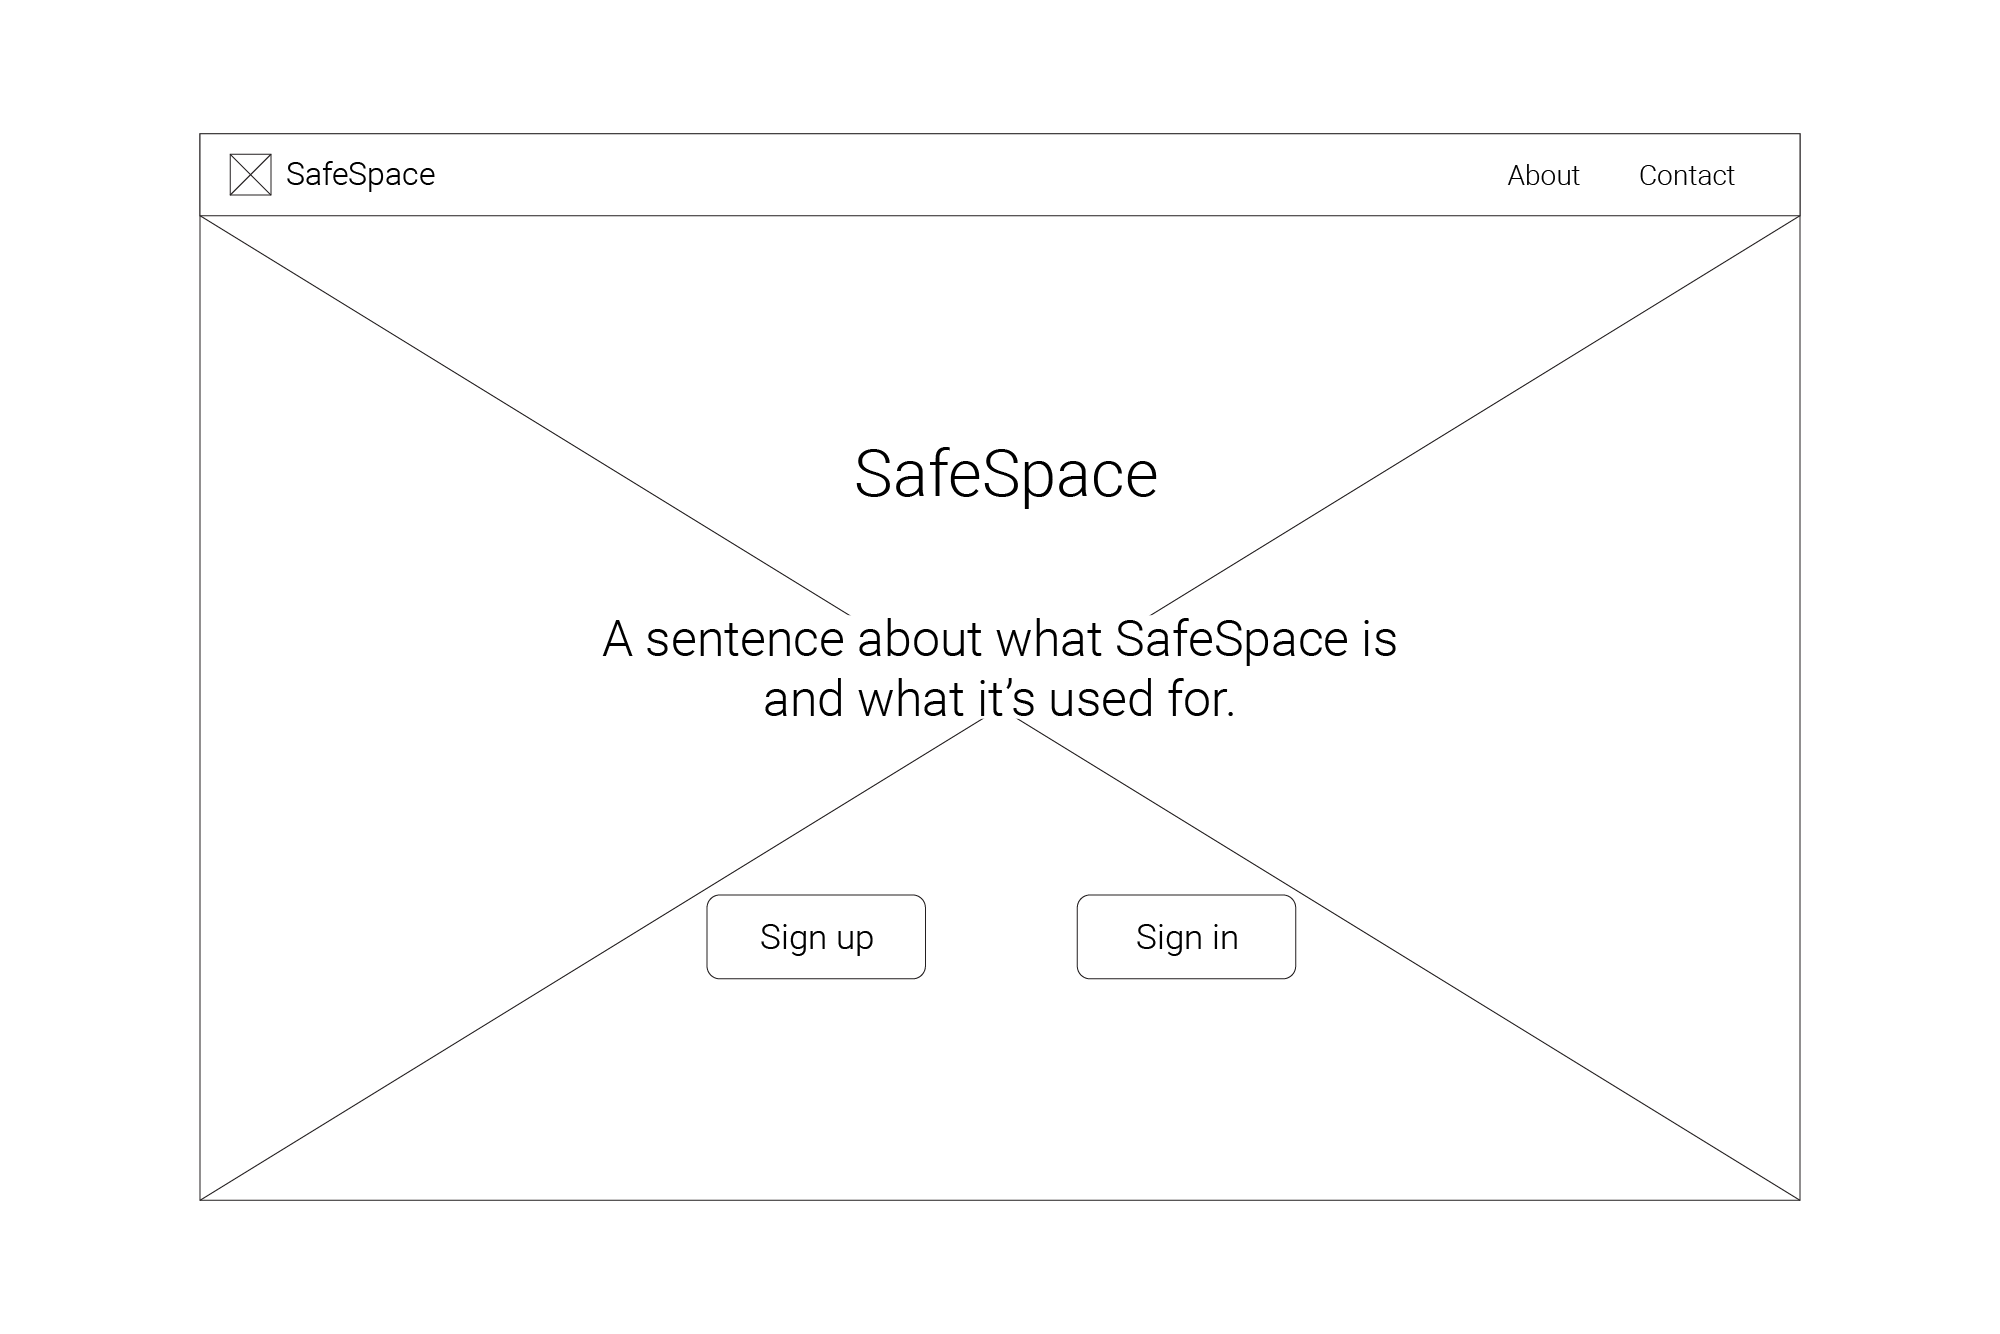 SafeSpace
About
Contact
SafeSpace
A sentence about what SafeSpace is
and what it’s used for.
Sign up
Sign in